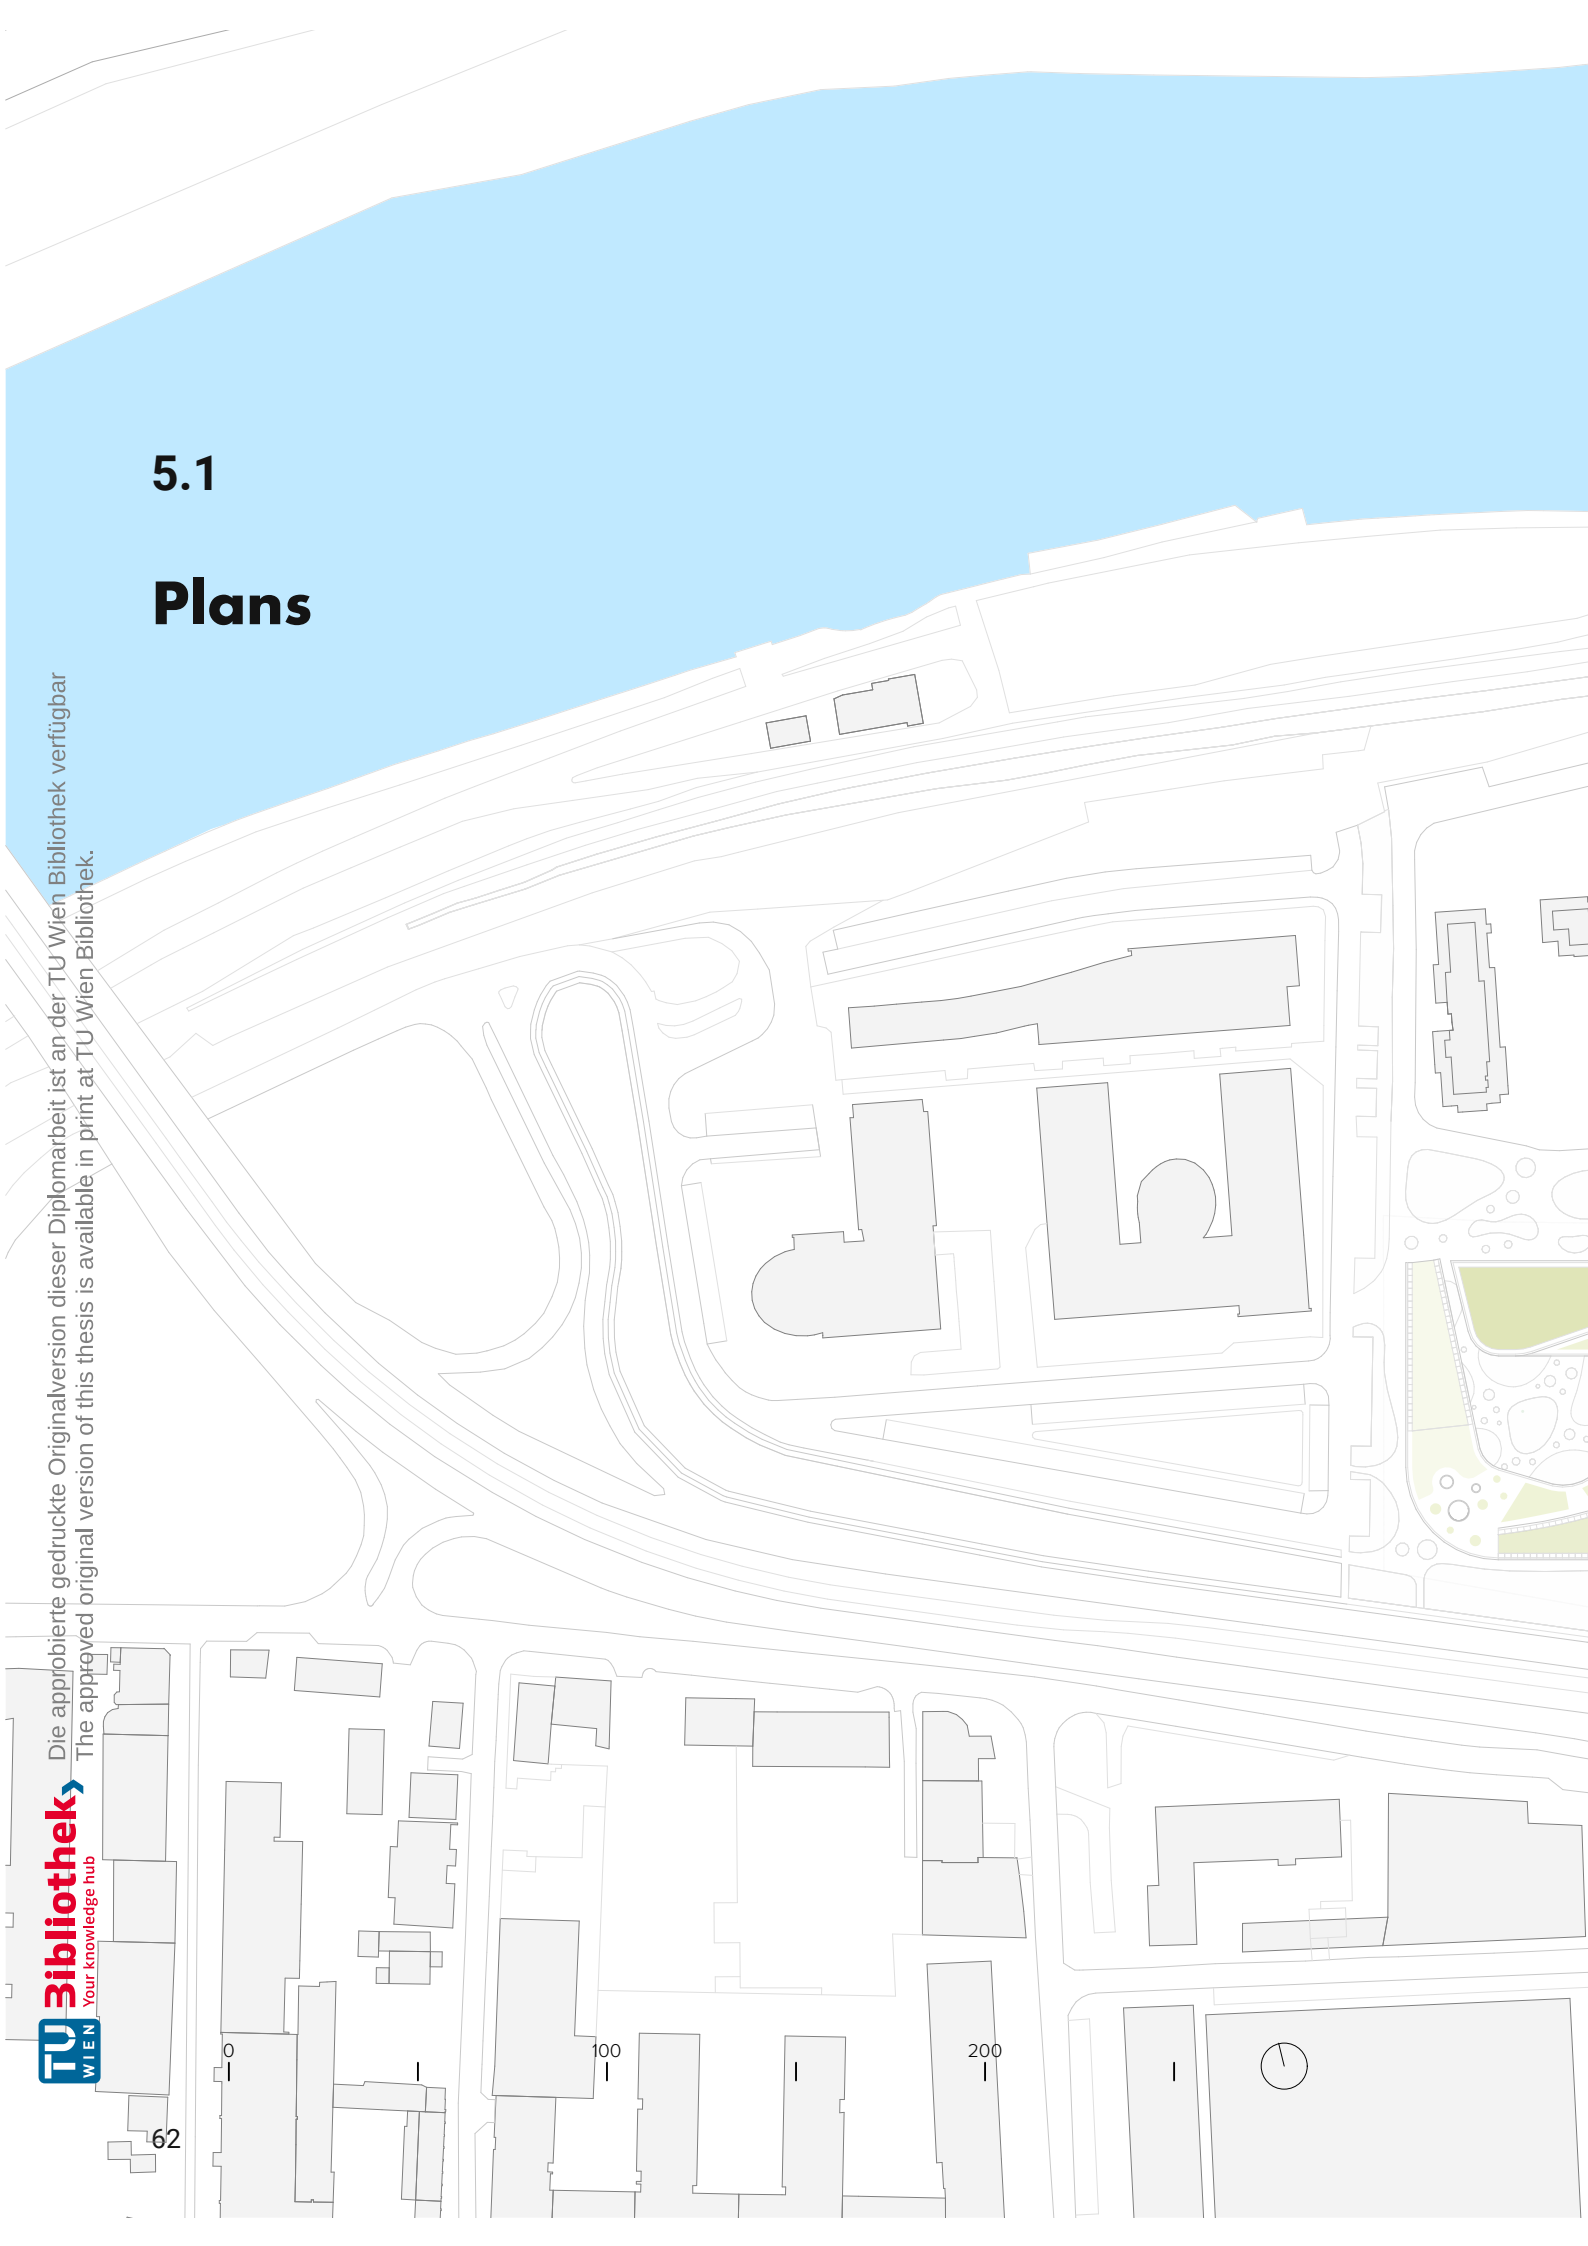 5.1
Plans
Die approbierte gedruckte Originalversion dieser Diplomarbeit ist an der TU Wien Bibliothek verfügbar
The approved original version of this thesis is available in print at TU Wien Bibliothek.
TU WIEN
Bibliothek
Your knowledge hub
0 100 200
62